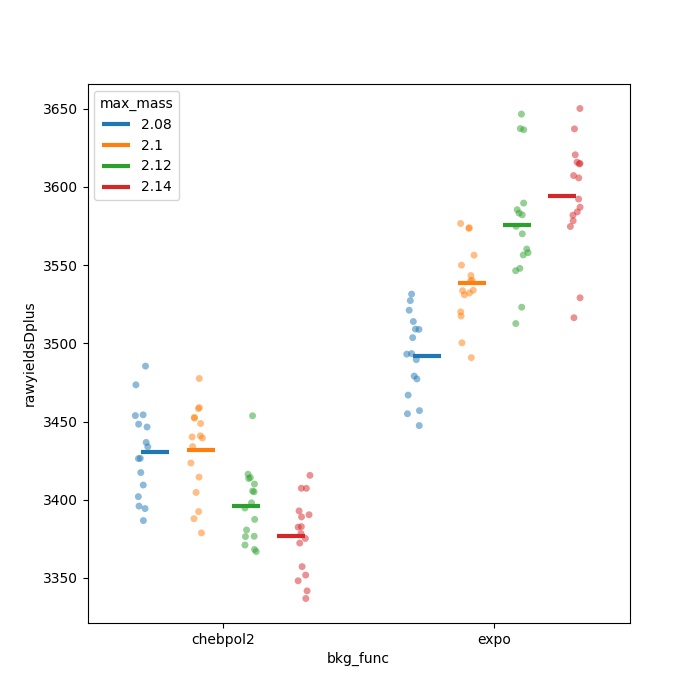 max_mass
2.08
2.1
2.12
2.14
3650
3600
3550
3500
3450
3400
3350
rawyieldsDplus
chebpol2
expo
bkg_func